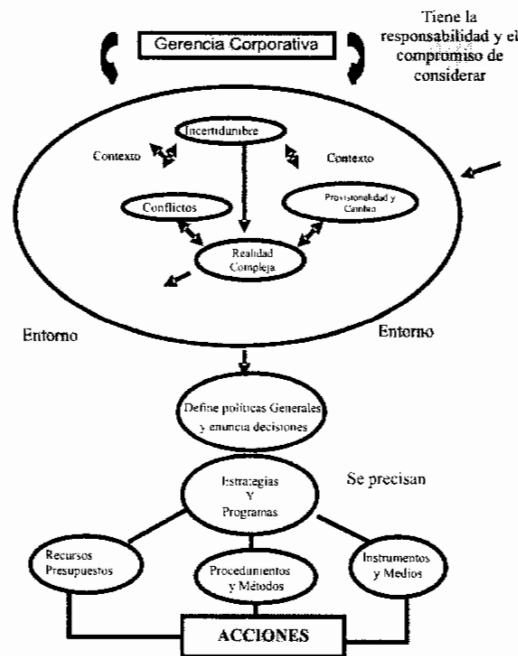 Tiene la
responsabilidad y el
compromiso de
considerar
Gerencia Corporativa
Incertidumbre
Contexto
Contexto
Conflictos
Provisionalidad y
Cambio
Realidad
Compleja
Entorno
Entorno
Define políticas Generales
y enuncia decisiones
Estrategias
Y
Programas
Se precisan
Recursos
Presupuestos
Procedimientos
y Métodos
Instrumentos
y Medios
ACCIONES